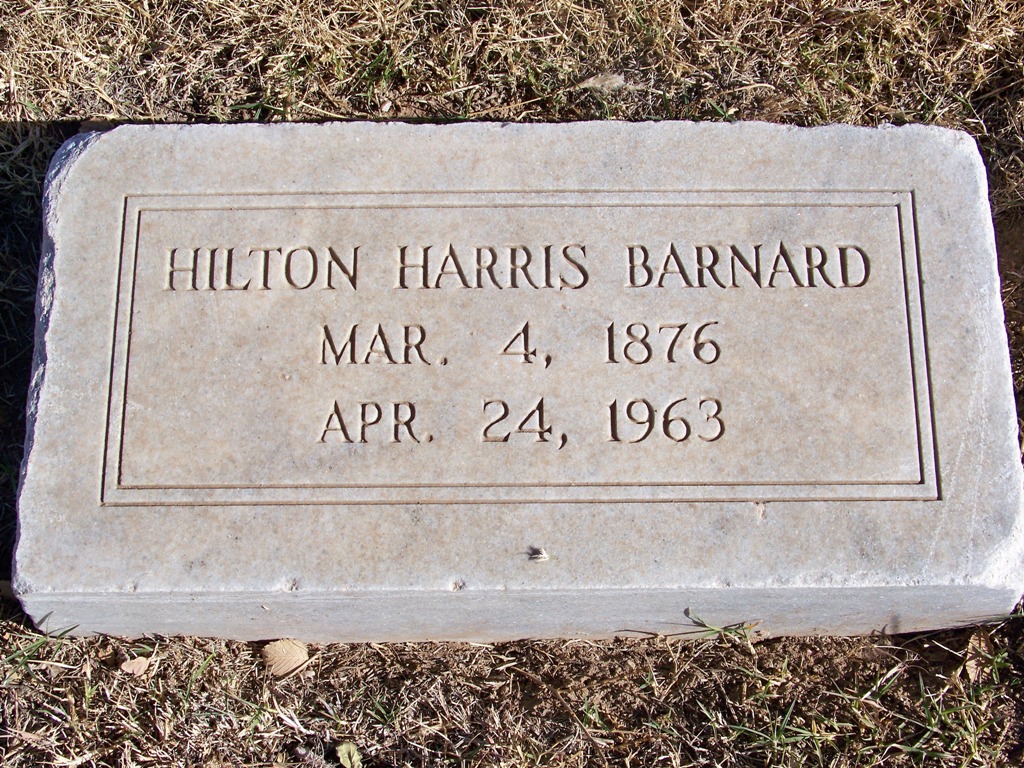 HILTON HARRIS BARNARD
MAR. 4, 1876
APR. 24, 1963